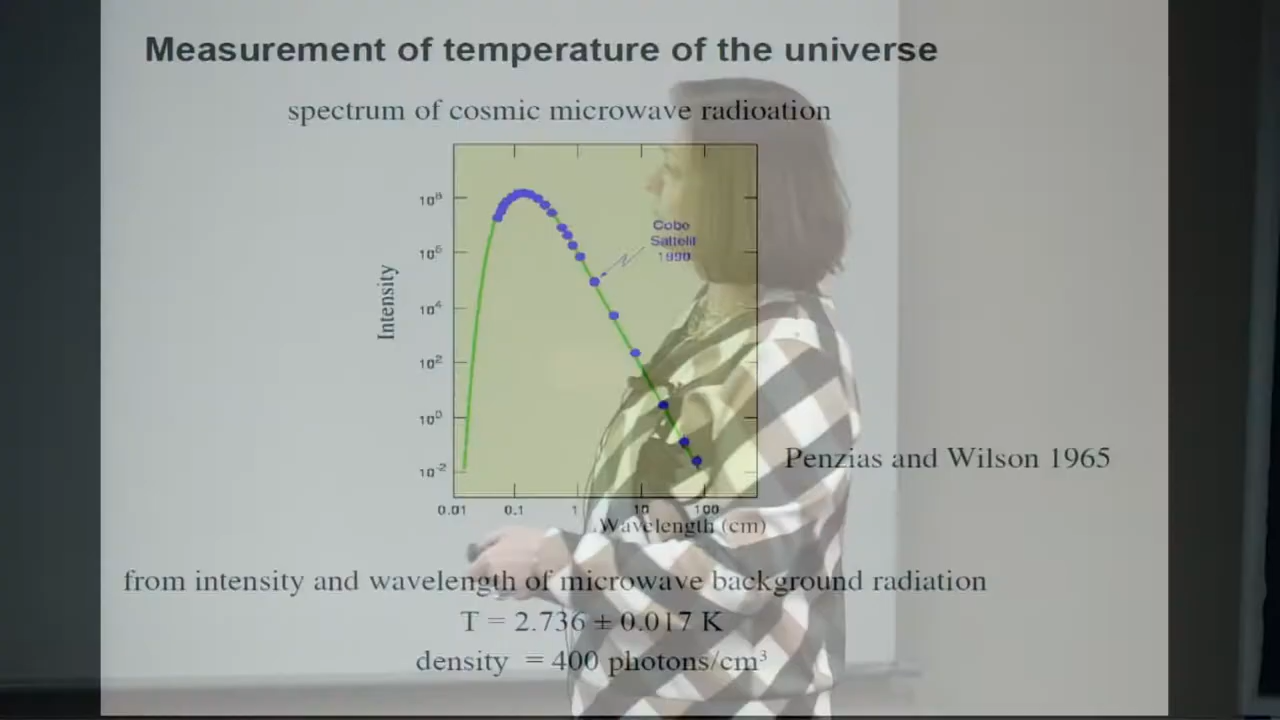 Measurement of temperature of the universe
spectrum of cosmic microwave radioation
10⁸
10⁶
10⁴
10²
10⁰
10⁻²
Intensity
Cobe
Sattelit
1990
Penzias and Wilson 1965
0.01 0.1 1 10 100
Wavelength (cm)
from intensity and wavelength of microwave background radiation
T = 2.736 ± 0.017 K
density = 400 photons/cm³